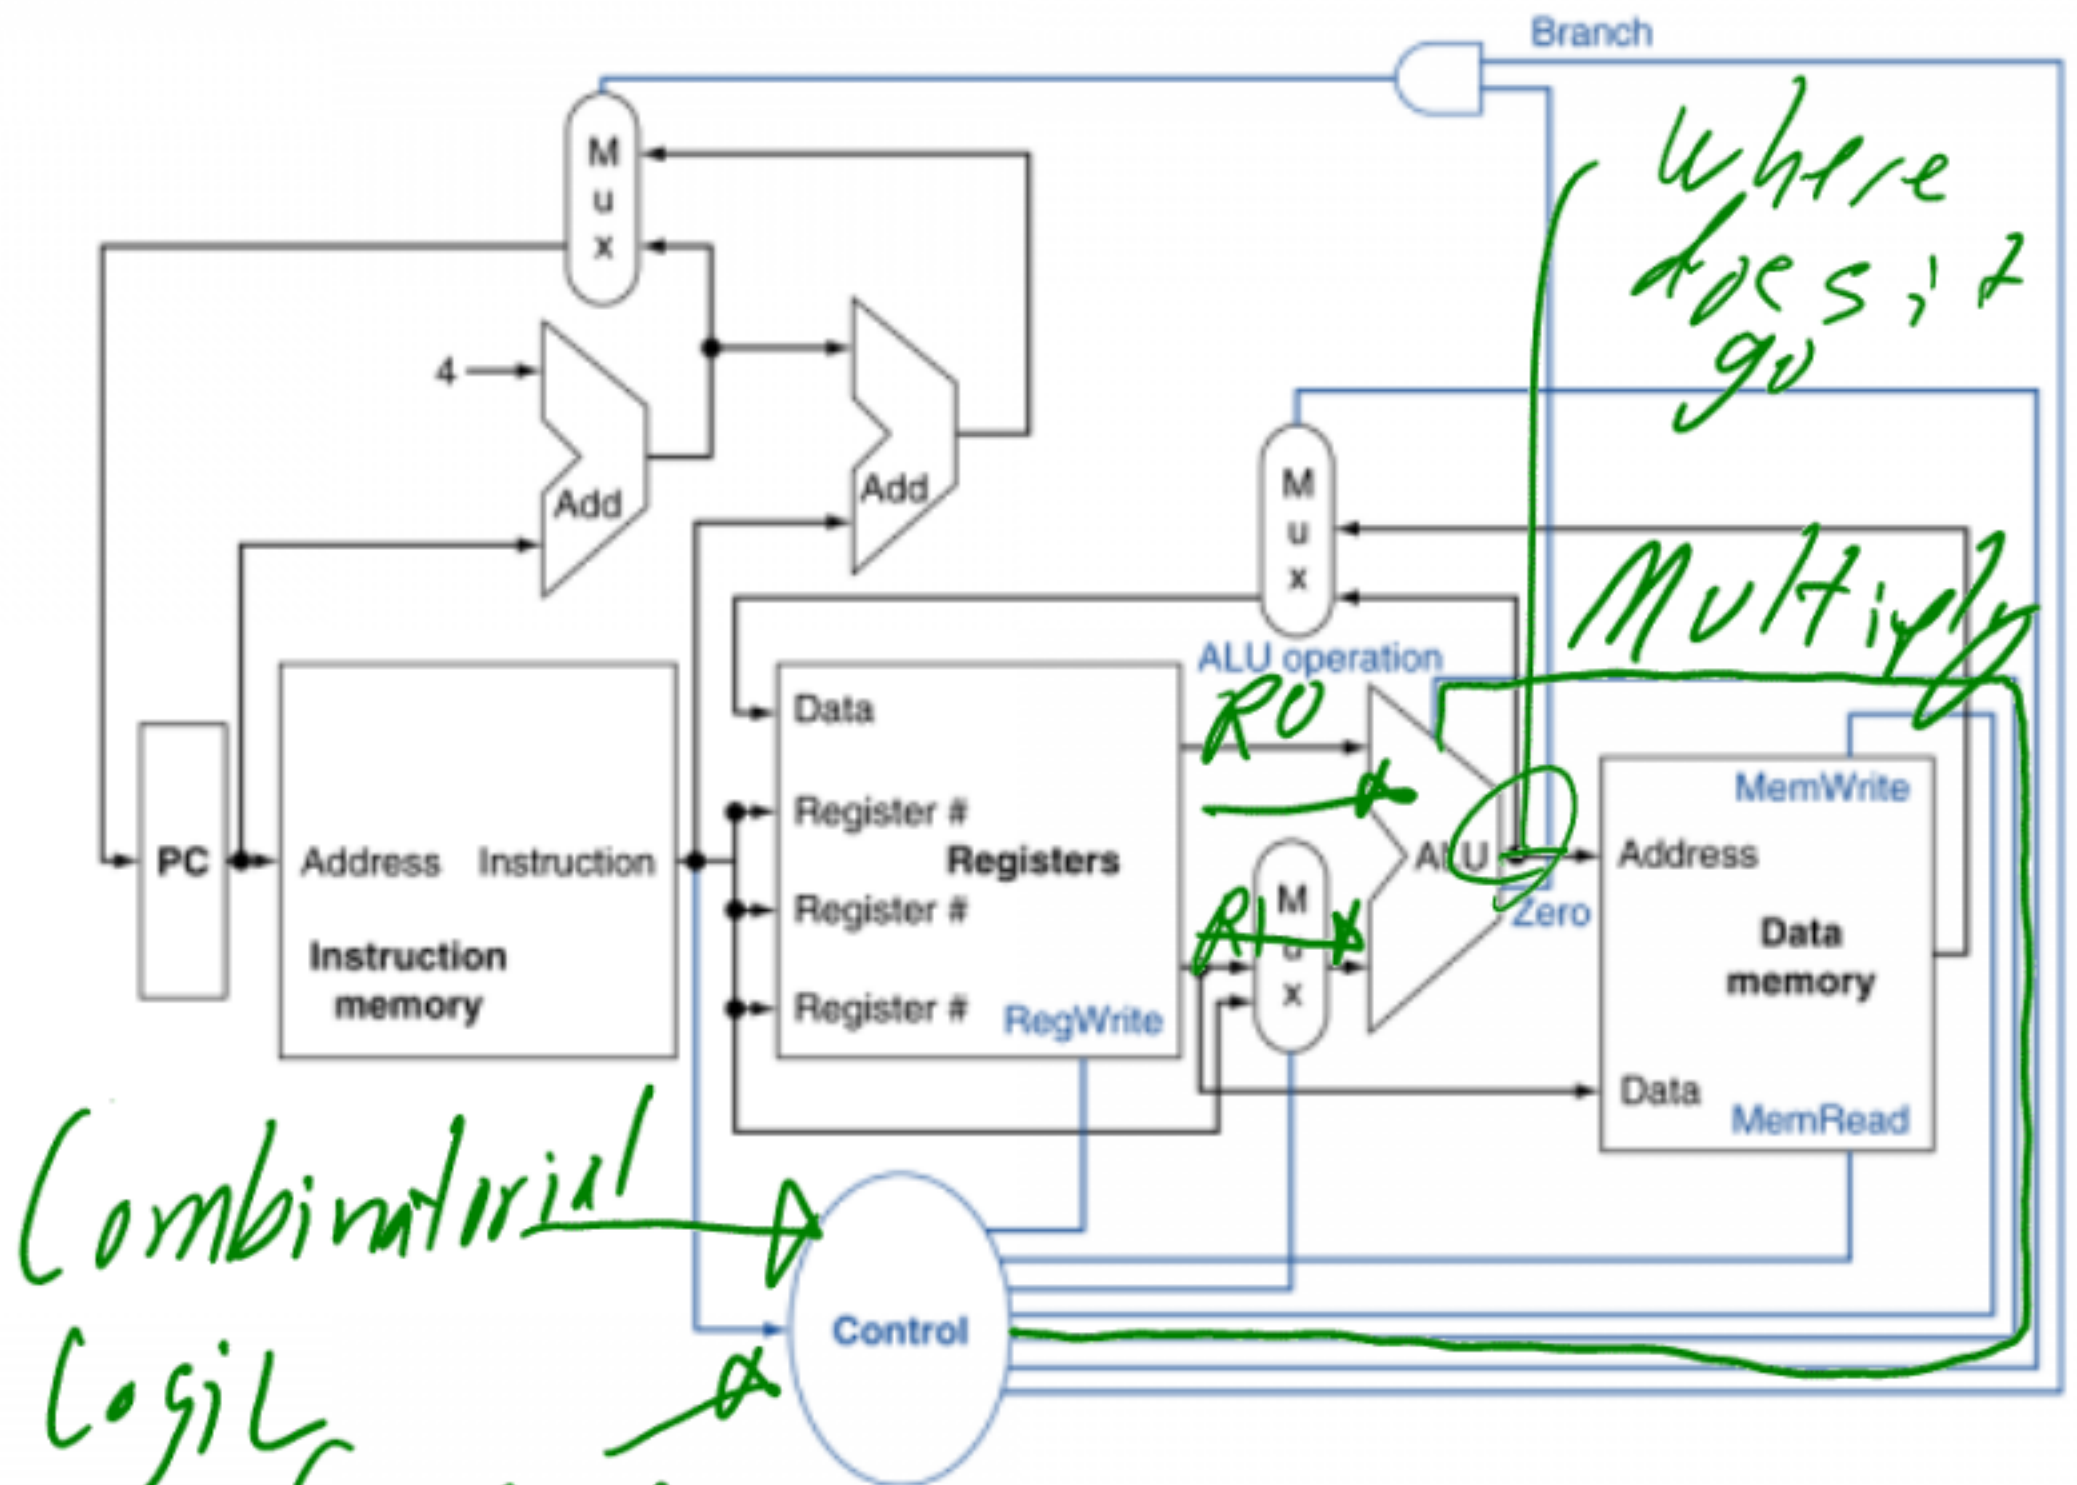 Branch
Where
does it
go
M
u
x
4
Add
Add
M
u
x
Multiply
ALU operation
R0
Data
Register #
Registers
Register #
Register #
RegWrite
PC
Address
Instruction
Instruction
memory
R1
M
u
x
ALU
Zero
MemWrite
Address
Data
memory
Data
MemRead
Combinatorial
Logic
Control